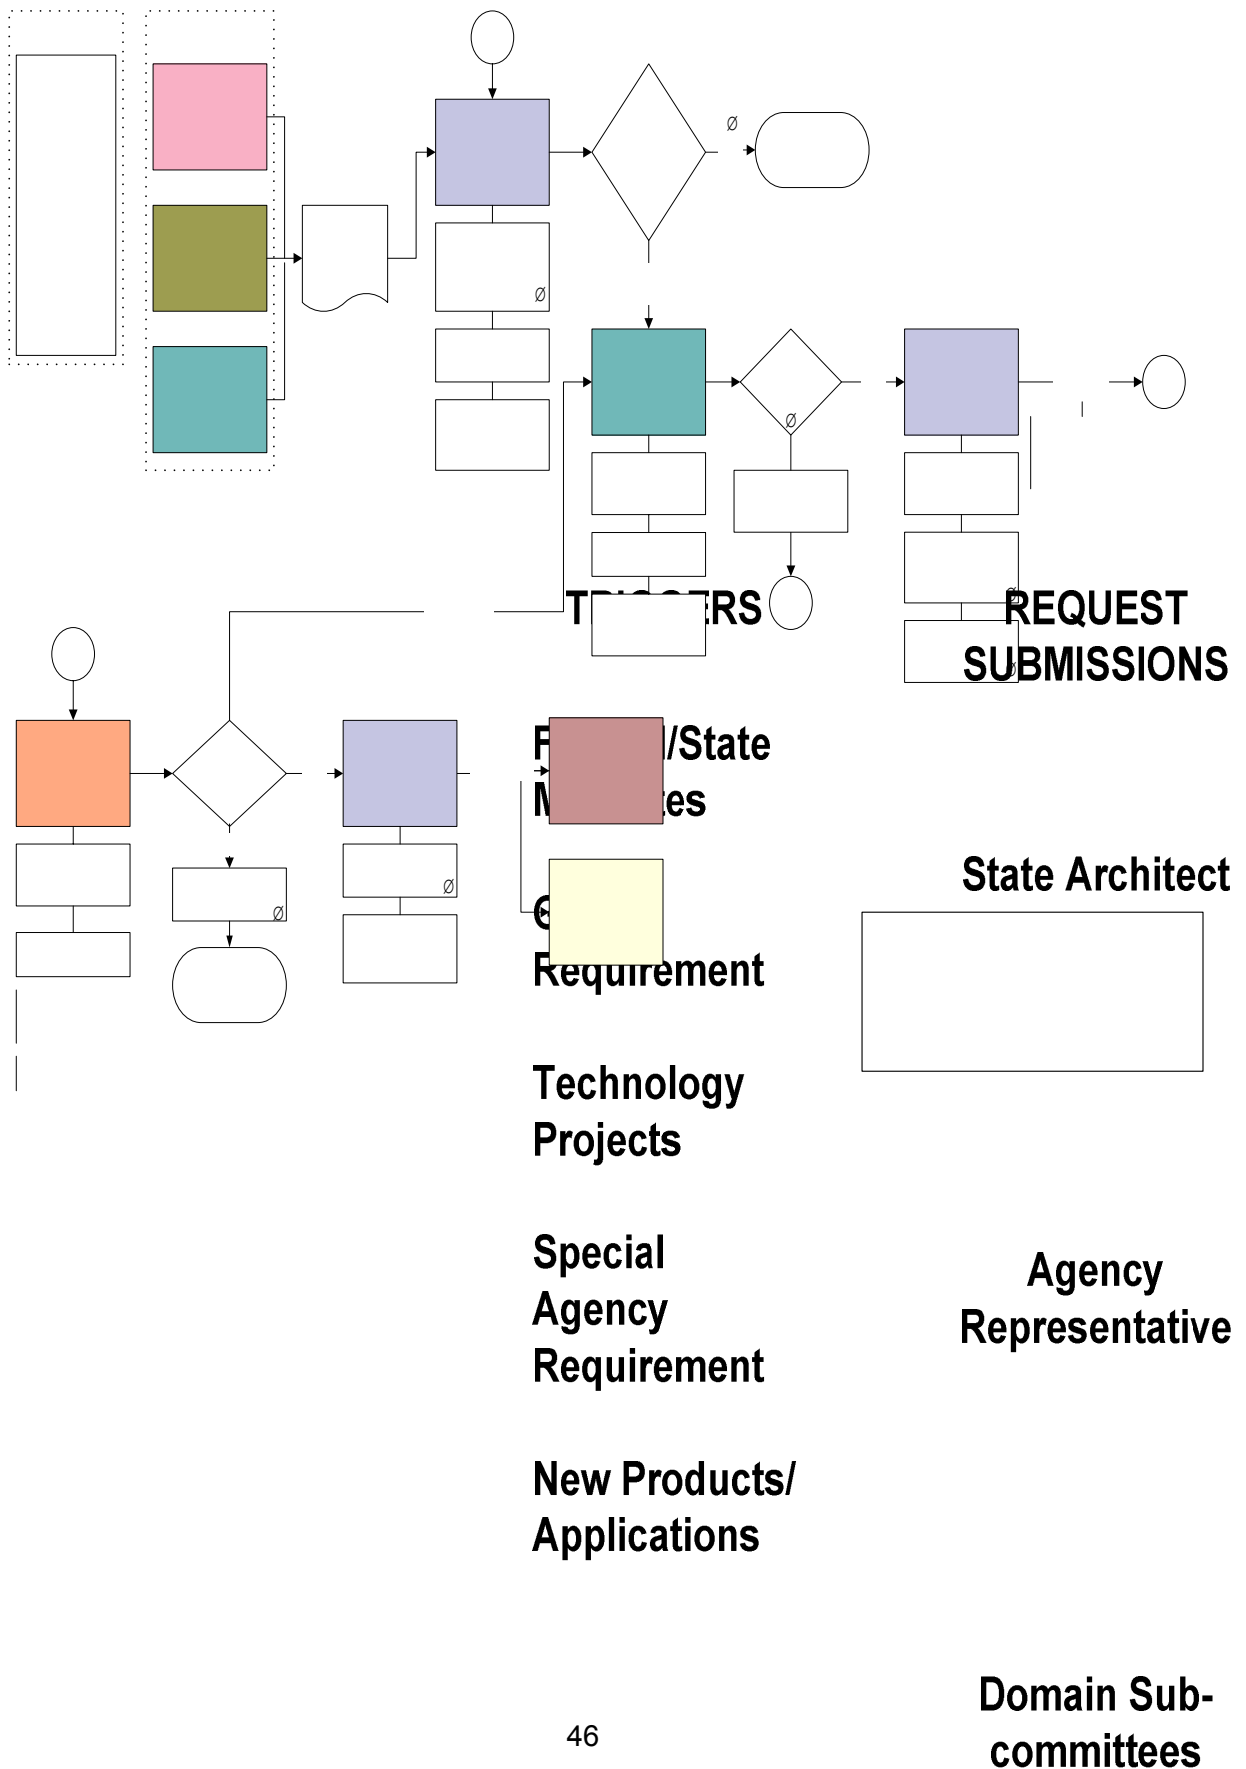 REQUEST
SUBMISSIONS
/State
Requirement
Technology
Projects
Special
Agency
Requirement
New Products/
Applications
State Architect
Agency
Representative
Domain Sub-
committees
46